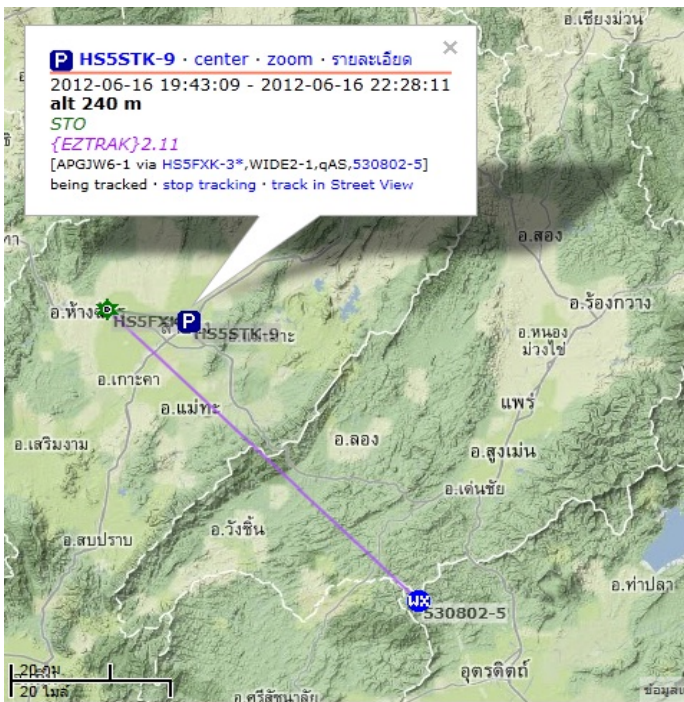 อ.เชียงม่วน
P HS5STK-9 · center · zoom · รายละเอียด
2012-06-16 19:43:09 - 2012-06-16 22:28:11
alt 240 m
STO
{EZTRAK}2.11
[APGJW6-1 via HS5FXK-3*,WIDE2-1,qAS,530802-5]
being tracked · stop tracking · track in Street View
อ.สอง
อ.ร้องกวาง
D
P
HS5STK-9
อ.หนอง
ม่วงไข่
อ.เกาะคา
อ.แม่ทะ
แพร่
อ.เสริมงาม
อ.ลอง
อ.สูงเม่น
อ.เด่นชัย
อ.วังชิ้น
อ.สบปราบ
อ.ท่าปลา
WX
530802-5
20 กม
20 ไมล์
อุตรดิตถ์
อ.ศรีสัชนาลัย